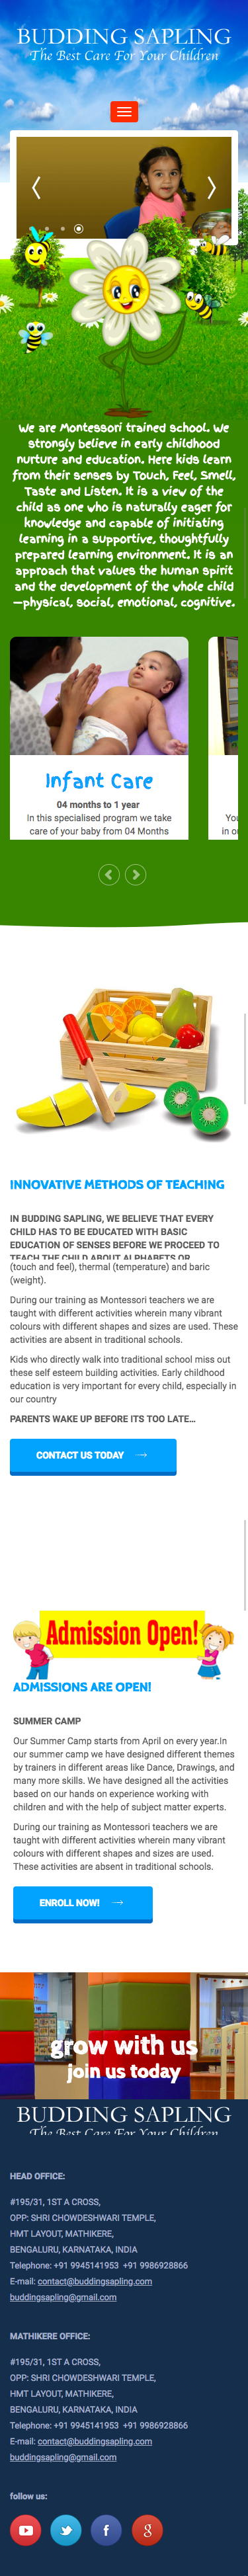 BUDDING SAPLING
The Best Care For Your Children
We are Montessori trained school. We
strongly believe in early childhood
nurture and education. Here kids learn
from their senses by Touch, Feel, Smell,
Taste and Listen. It is a view of the
child as one who is naturally eager for
knowledge and capable of initiating
learning in a supportive, thoughtfully
prepared learning environment. It is an
approach that values the human spirit
and the development of the whole child
—physical, social, emotional, cognitive.
Infant Care
04 months to 1 year
In this specialised program we take
care of your baby from 04 Months
You
in o
INNOVATIVE METHODS OF TEACHING
IN BUDDING SAPLING, WE BELIEVE THAT EVERY
CHILD HAS TO BE EDUCATED WITH BASIC
EDUCATION OF SENSES BEFORE WE PROCEED TO
TEACH THE CHILD ABOUT ALPHABETS OR
(touch and feel), thermal (temperature) and baric
(weight).
During our training as Montessori teachers we are
taught with different activities wherein many vibrant
colours with different shapes and sizes are used. These
activities are absent in traditional schools.
Kids who directly walk into traditional school miss out
these self esteem building activities. Early childhood
education is very important for every child, especially in
our country
PARENTS WAKE UP BEFORE ITS TOO LATE...
CONTACT US TODAY
Admission Open!
ADMISSIONS ARE OPEN!
SUMMER CAMP
Our Summer Camp starts from April on every year.In
our summer camp we have designed different themes
by trainers in different areas like Dance, Drawings, and
many more skills. We have designed all the activities
based on our hands on experience working with
children and with the help of subject matter experts.
During our training as Montessori teachers we are
taught with different activities wherein many vibrant
colours with different shapes and sizes are used.
These activities are absent in traditional schools.
ENROLL NOW!
grow with us
join us today
BUDDING SAPLING
The Best Care For Your Children
HEAD OFFICE:
#195/31, 1ST A CROSS,
OPP: SHRI CHOWDESHWARI TEMPLE,
HMT LAYOUT, MATHIKERE,
BENGALURU, KARNATAKA, INDIA
Telephone: +91 9945141953 +91 9986928866
E-mail: contact@buddingsapling.com
buddingsapling@gmail.com
MATHIKERE OFFICE:
#195/31, 1ST A CROSS,
OPP: SHRI CHOWDESHWARI TEMPLE,
HMT LAYOUT, MATHIKERE,
BENGALURU, KARNATAKA, INDIA
Telephone: +91 9945141953 +91 9986928866
E-mail: contact@buddingsapling.com
buddingsapling@gmail.com
follow us: